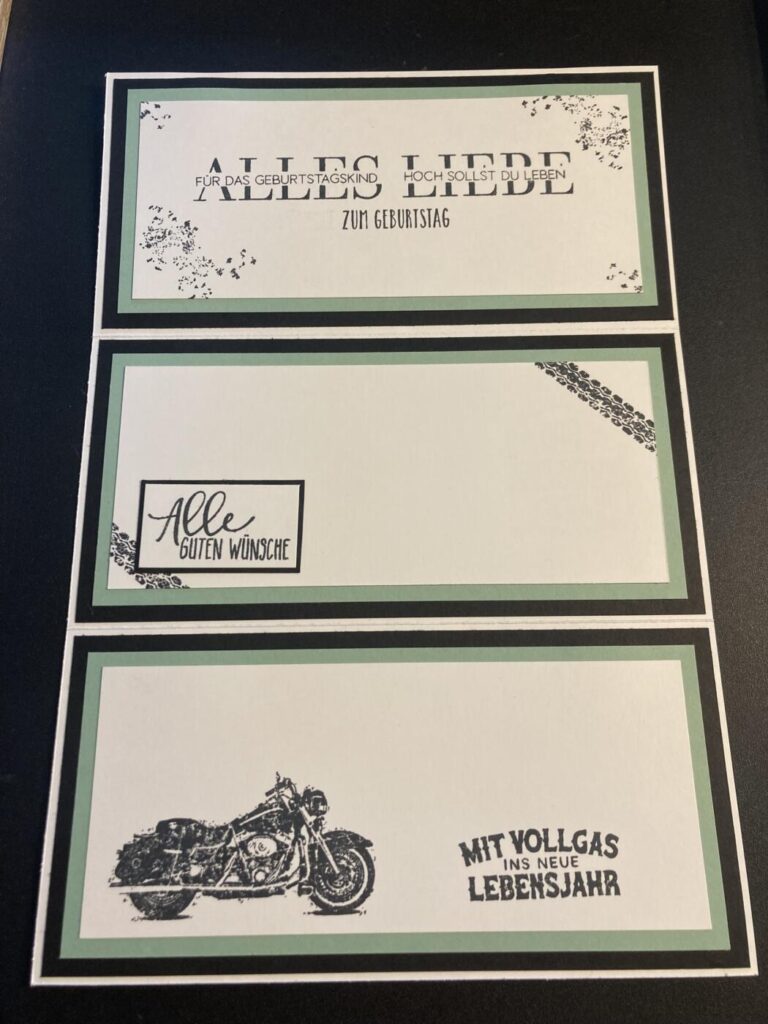 ALLES LIEBE
FÜR DAS GEBURTSTAGSKIND HOCH SOLLST DU LEBEN
ZUM GEBURTSTAG
Alle
GUTEN WÜNSCHE
MIT VOLLGAS
INS NEUE
LEBENSJAHR